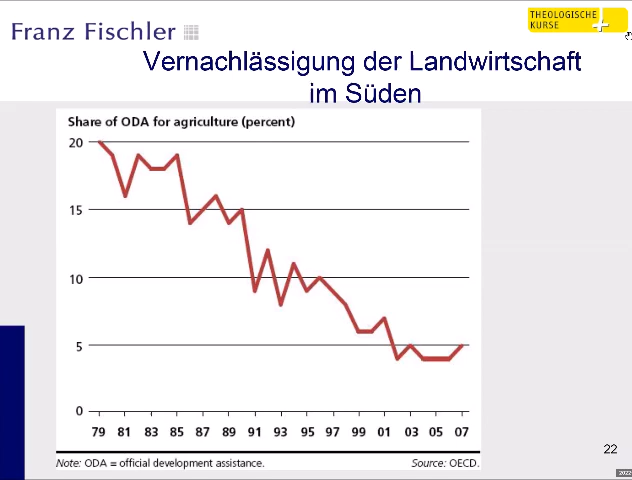 THEOLOGISCHE
KURSE
Franz Fischler
Vernachlässigung der Landwirtschaft
im Süden
Share of ODA for agriculture (percent)
20
15
10
5
0
79 81 83 85 87 89 91 93 95 97 99 01 03 05 07
Note: ODA = official development assistance. Source: OECD.
22
2022